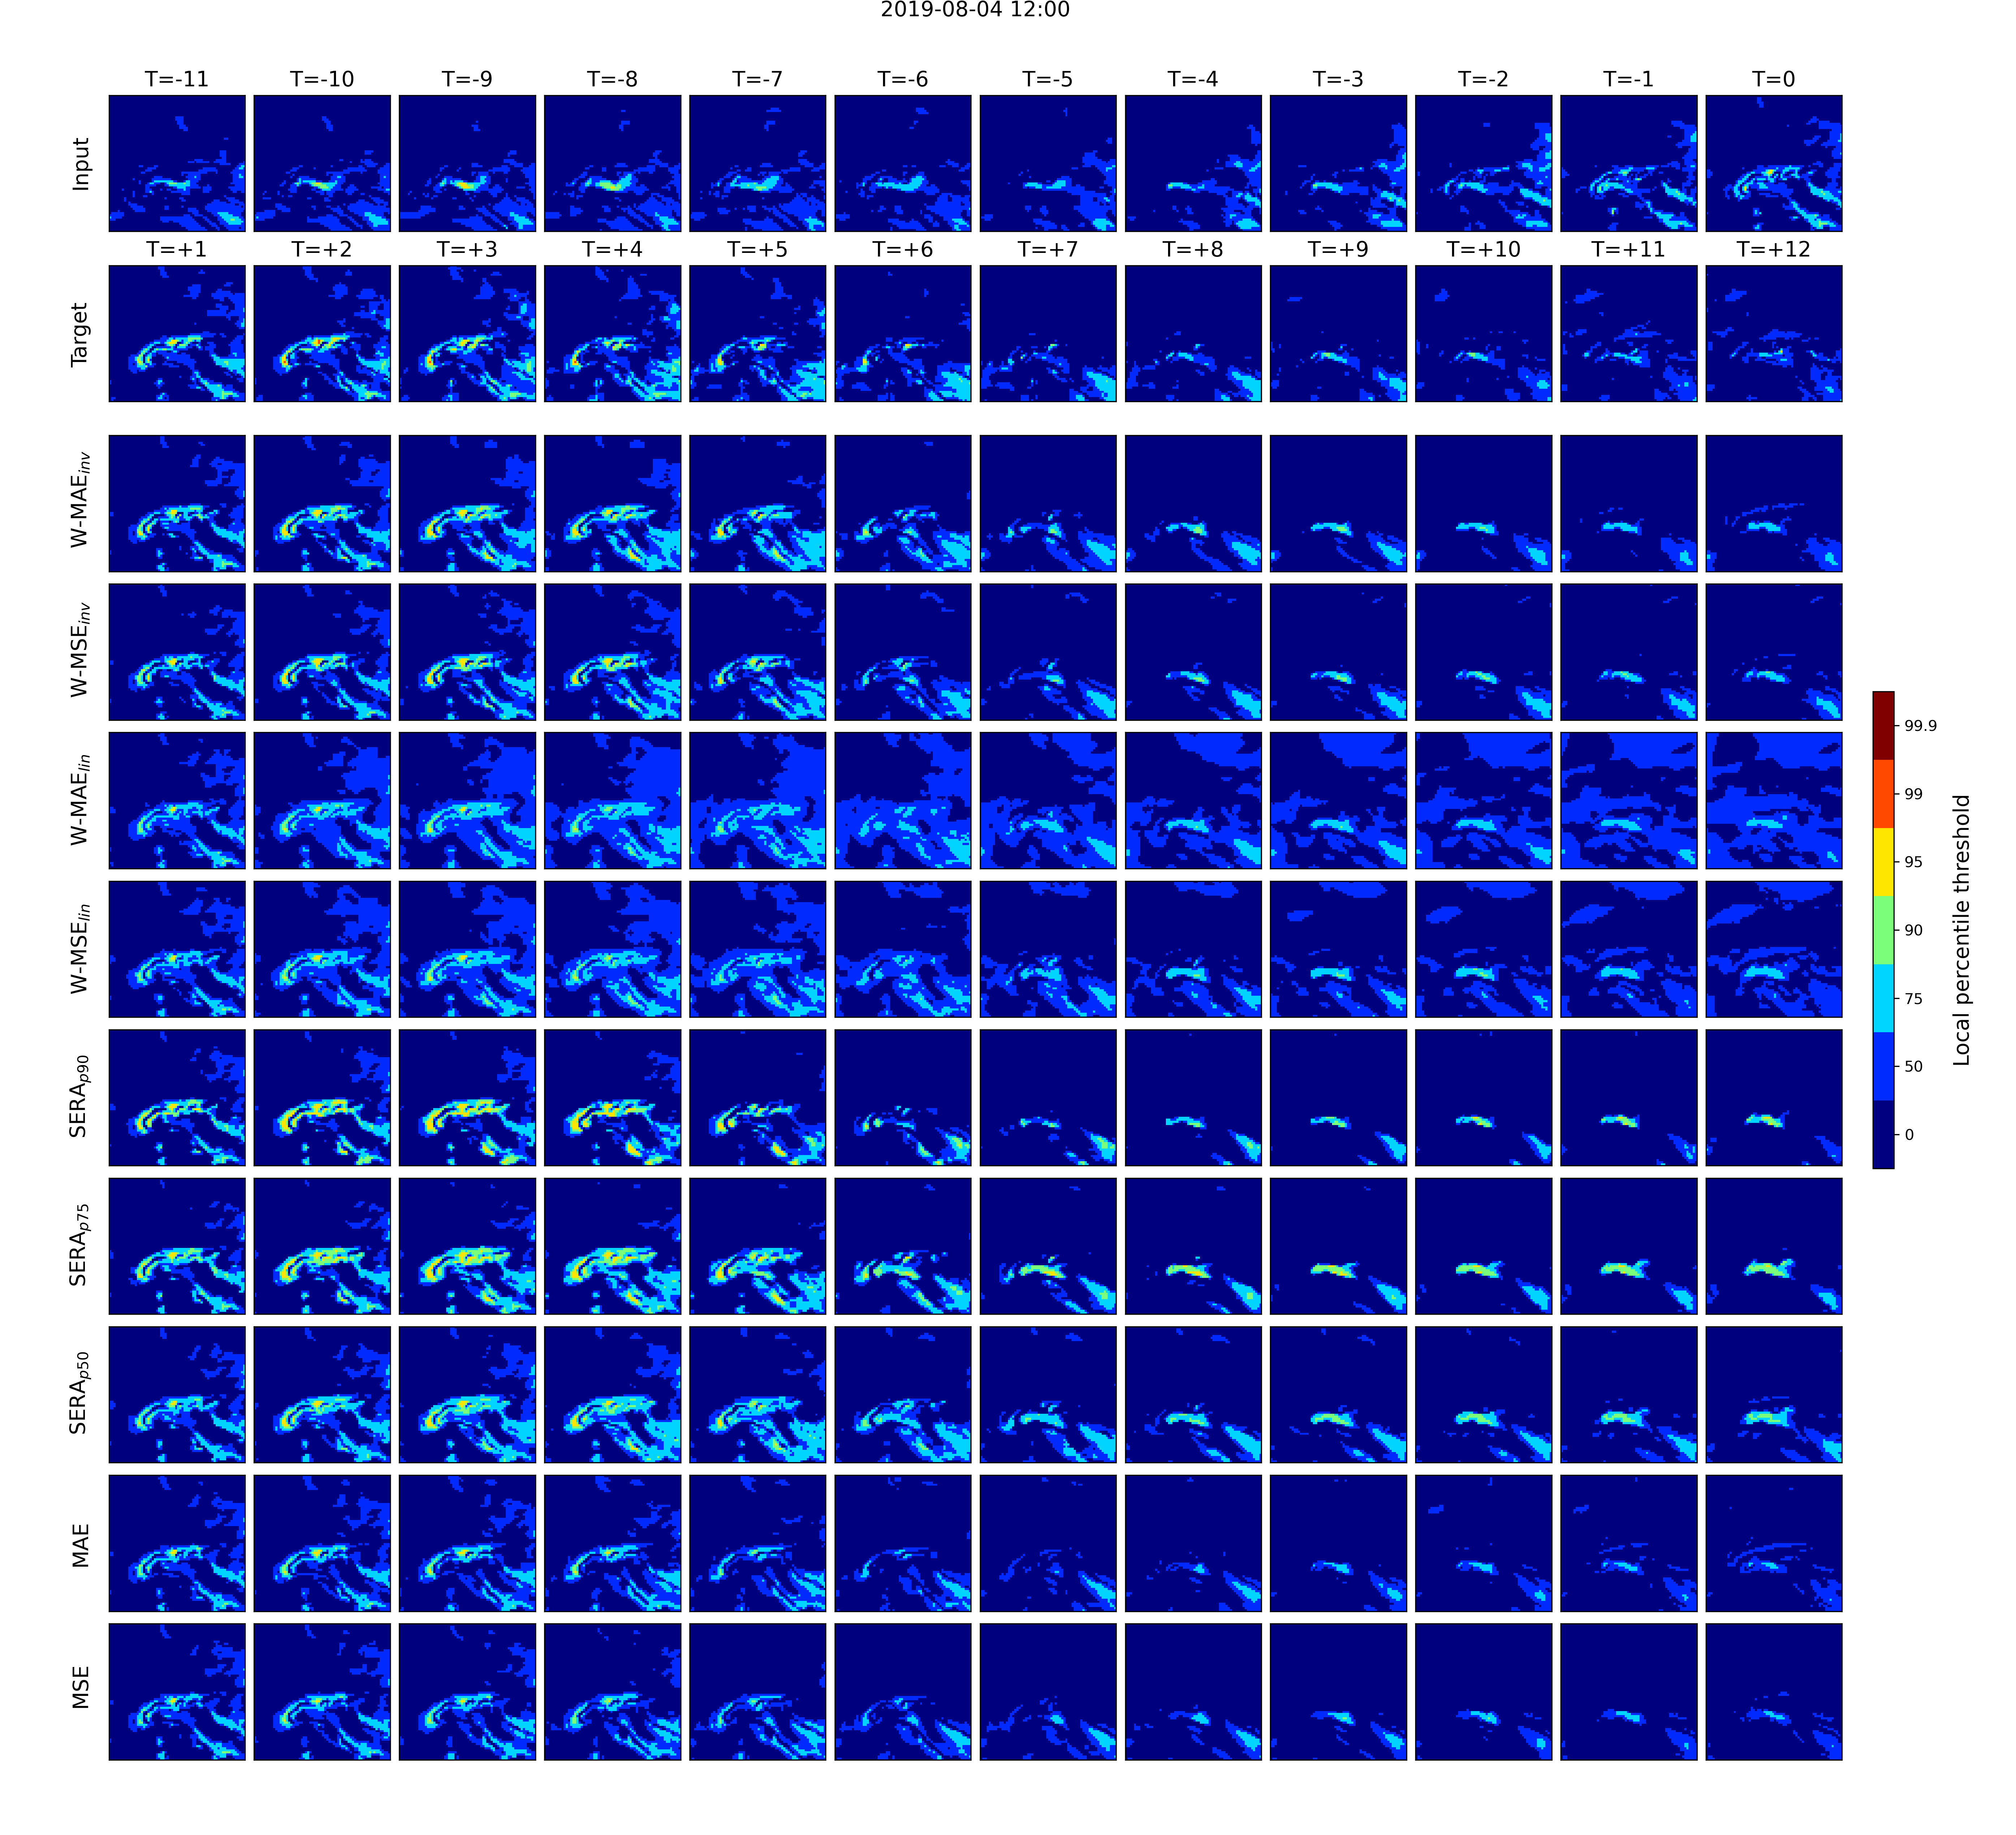 2019-08-04 12:00
T=-11 T=-10 T=-9 T=-8 T=-7 T=-6 T=-5 T=-4 T=-3 T=-2 T=-1 T=0
Input
T=+1 T=+2 T=+3 T=+4 T=+5 T=+6 T=+7 T=+8 T=+9 T=+10 T=+11 T=+12
Target
W-MAEinv
W-MSEinv
W-MAElin
W-MSElin
SERAp90
SERAp75
SERAp50
MAE
MSE
99.9
99
95
90
75
50
0
Local percentile threshold